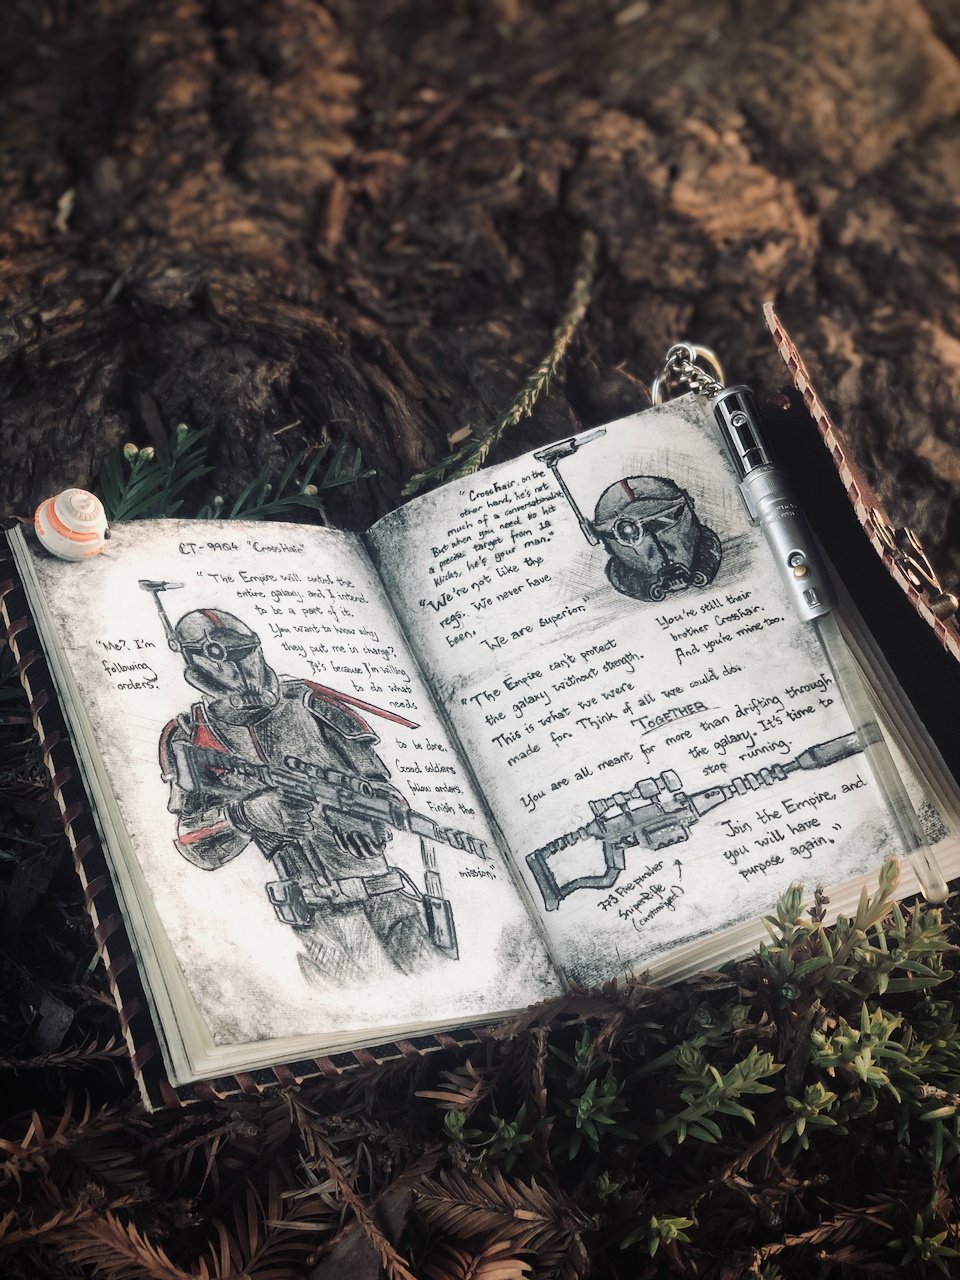 CT-9904 "CrossHair"
"The Empire will control the
entire galaxy, and I intend
to be a part of it.
You want to know why
they put me in charge?
It's because I'm willing
to do what
needs
to be done.
Good soldiers
follow orders.
Finish the
mission."
"Me? I'm
following
orders."
"CrossHair, on the
other hand, he's not
much of a conversationalist.
But when you need to hit
a precise target from 10
klicks, he's your man."
"We're not like the
regs. We never have
been.
We are superior."
You're still their
brother Crosshair.
And you're mine too.
"The Empire can't protect
the galaxy without strength.
This is what we were
made for. Think of all we could do.
TOGETHER
You are all meant for more than drifting through
the galaxy. It's time to
stop running.
Join the Empire, and
you will have
purpose again."
773 Firepuncher
Sniper Rifle
(customized)